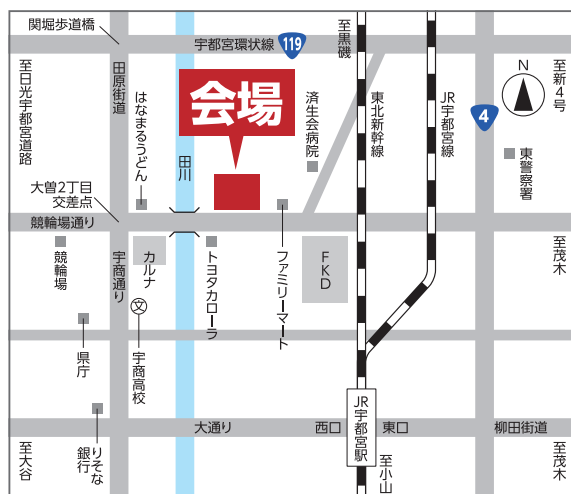 関堀歩道橋
宇都宮環状線
119
至黒磯
至日光宇都宮道路
田原街道
はなまるうどん
会場
田川
済生会病院
東北新幹線
JR宇都宮線
4
N
至新4号
東警察署
大曽2丁目
交差点
競輪場通り
競輪場
宇商通り
カルナ
トヨタカローラ
ファミリーマート
FKD
至茂木
県庁
文
宇商高校
りそな
銀行
大通り
西口
JR宇都宮駅
東口
柳田街道
至大谷
至小山
至茂木